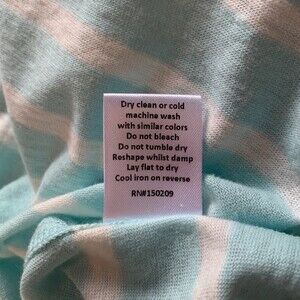 Dry clean or cold
machine wash
with similar colors
Do not bleach
Do not tumble dry
Reshape whilst damp
Lay flat to dry
Cool iron on reverse
RN#150209